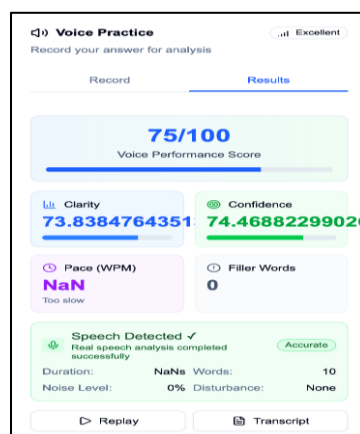 Voice Practice Excellent
Record your answer for analysis
Record Results
75/100
Voice Performance Score
Clarity Confidence
73.8384764351 74.4688229902
Pace (WPM) Filler Words
NaN 0
Too slow
Speech Detected ✓
Real speech analysis completed Accurate
successfully
Duration: NaNs Words: 10
Noise Level: 0% Disturbance: None
Replay Transcript